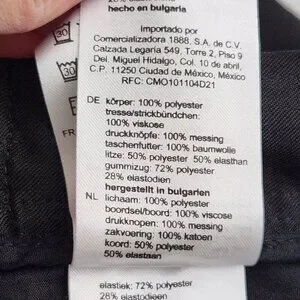 hecho en bulgaria
Importado por
Comercializadora 1888, S.A. de C.V.
Calzada Legaria 549, Torre 2, Piso 9
Del. Miguel Hidalgo, Col. 10 de abril,
C.P. 11250 Ciudad de México, México
RFC: CMO101104D21
30
30
FR
DE körper: 100% polyester
tresse/strickbündchen:
100% viskose
druckknöpfe: 100% messing
taschenfutter: 100% baumwolle
litze: 50% polyester 50% elasthan
gummizug: 72% polyester
28% elastodien
hergestellt in bulgarien
NL lichaam: 100% polyester
boordsel/boord: 100% viscose
drukknopen: 100% messing
zakvoering: 100% katoen
koord: 50% polyester
50% elastaan
elastiek: 72% polyester
28% elastodieen